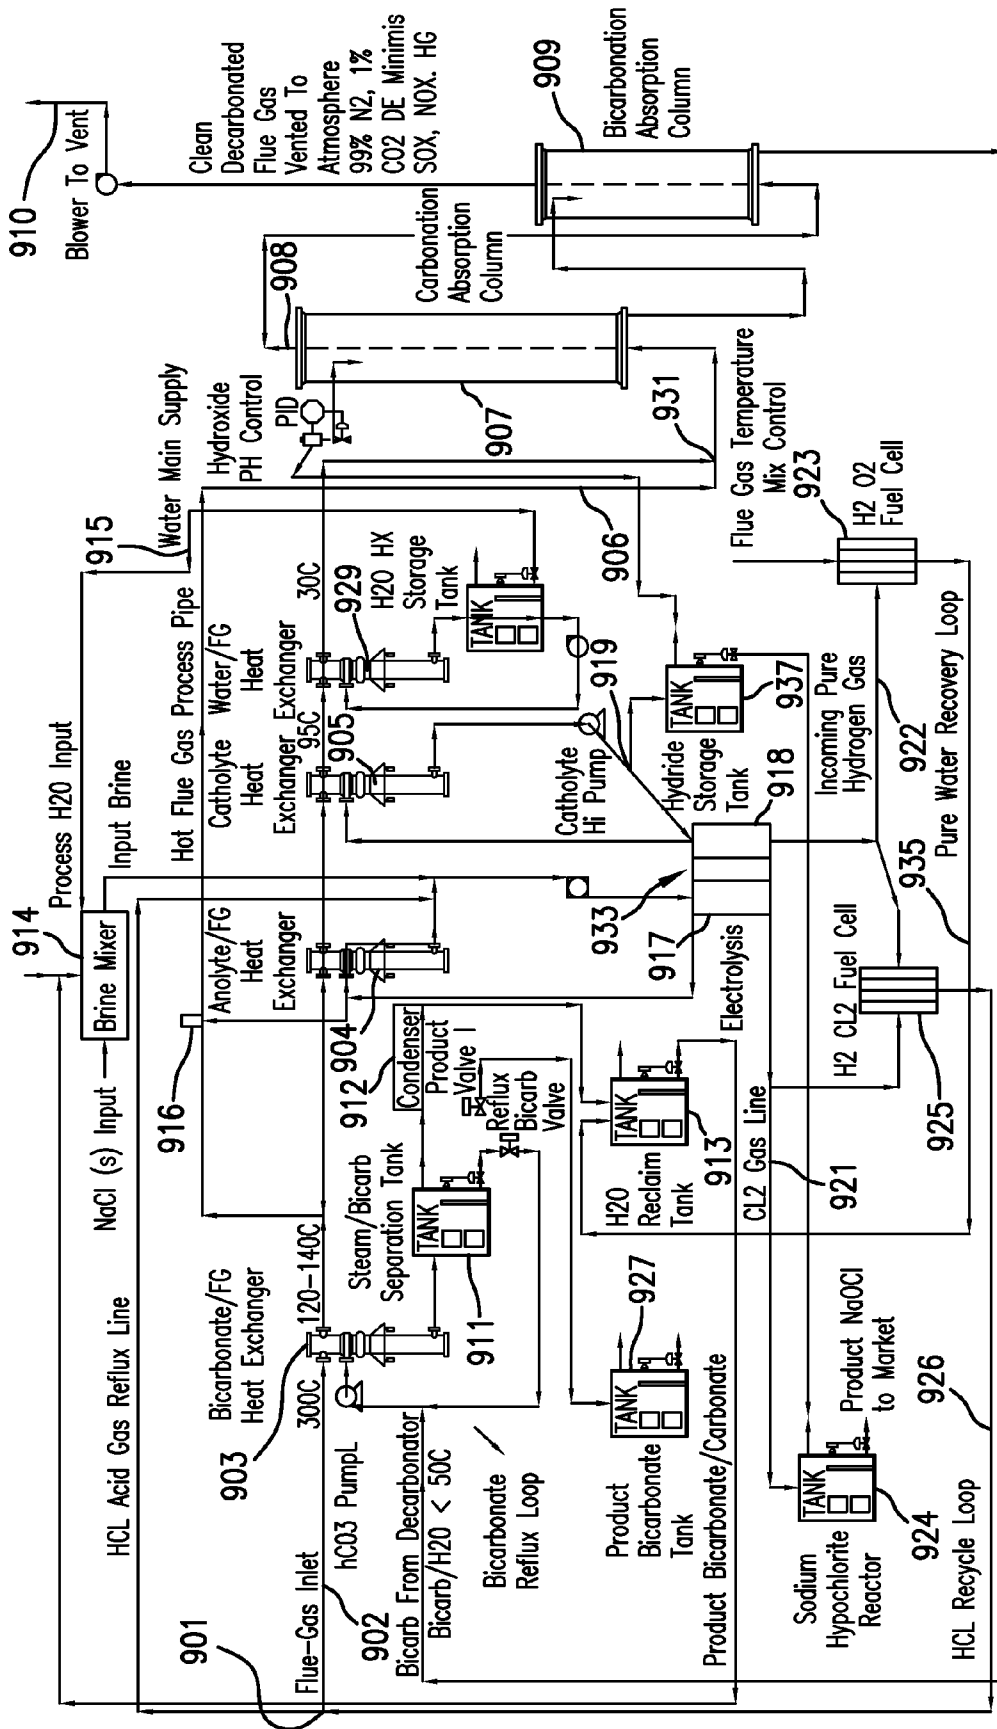 901
Flue-Gas Inlet
902
HCL Acid Gas Reflux Line
NaCl (s) Input
914
Brine Mixer
Process H2O Input
Input Brine
915
Water Main Supply
910
Blower To Vent
Clean
Decarbonated
Flue Gas
Vented To
Atmosphere
99% N2, 1%
CO2 DE Minimis
SOX, NOX. HG
909
Bicarbonation
Absorption
Column
908
Carbonation
Absorption
Column
907
Hydroxide
PH Control
PID
931
906
916
Hot Flue Gas Process Pipe
903
Bicarbonate/FG
Heat Exchanger
300C
120-140C
hCO3 PumpL
Anolyte/FG
Heat
Exchanger
904
Catholyte
Heat
Exchanger
95C
905
Water/FG
Heat
Exchanger
30C
929
H2O HX
Storage
Tank
TANK
Bicarb From Decarbonator
Bicarb/H2O < 50C
Steam/Bicarb
Separation Tank
TANK
911
912
Condenser
Product
Valve I
Reflux
Bicarb
Valve
Bicarbonate
Reflux Loop
919
Catholyte
Hi Pump
TANK
937
Hydride
Storage
Tank
933
917
918
Electrolysis
Product
Bicarbonate
Tank
TANK
927
H2O
Reclaim
Tank
TANK
913
Product Bicarbonate/Carbonate
CL2 Gas Line
921
Incoming Pure
Hydrogen Gas
922
Flue Gas Temperature
Mix Control
923
H2 O2
Fuel Cell
H2 CL2 Fuel Cell
925
Pure Water Recovery Loop
935
Sodium
Hypochlorite
Reactor
TANK
924
Product NaOCl
to Market
HCL Recycle Loop
926